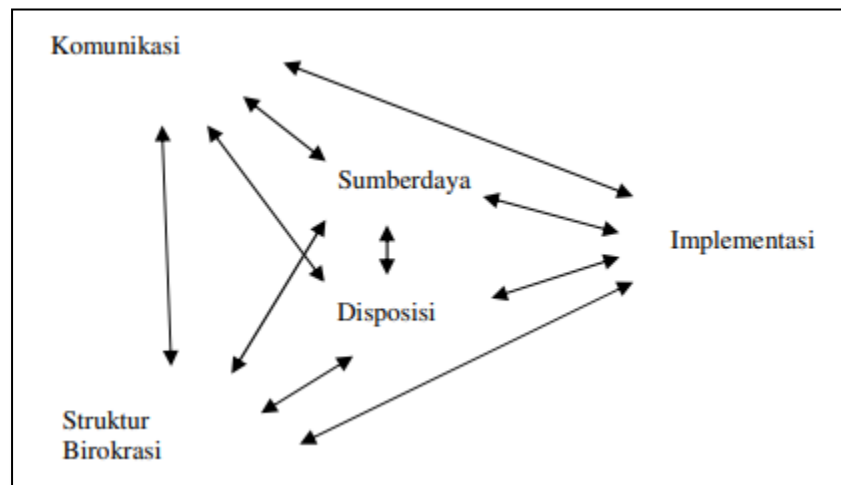 Komunikasi
Sumberdaya
Implementasi
Disposisi
Struktur
Birokrasi